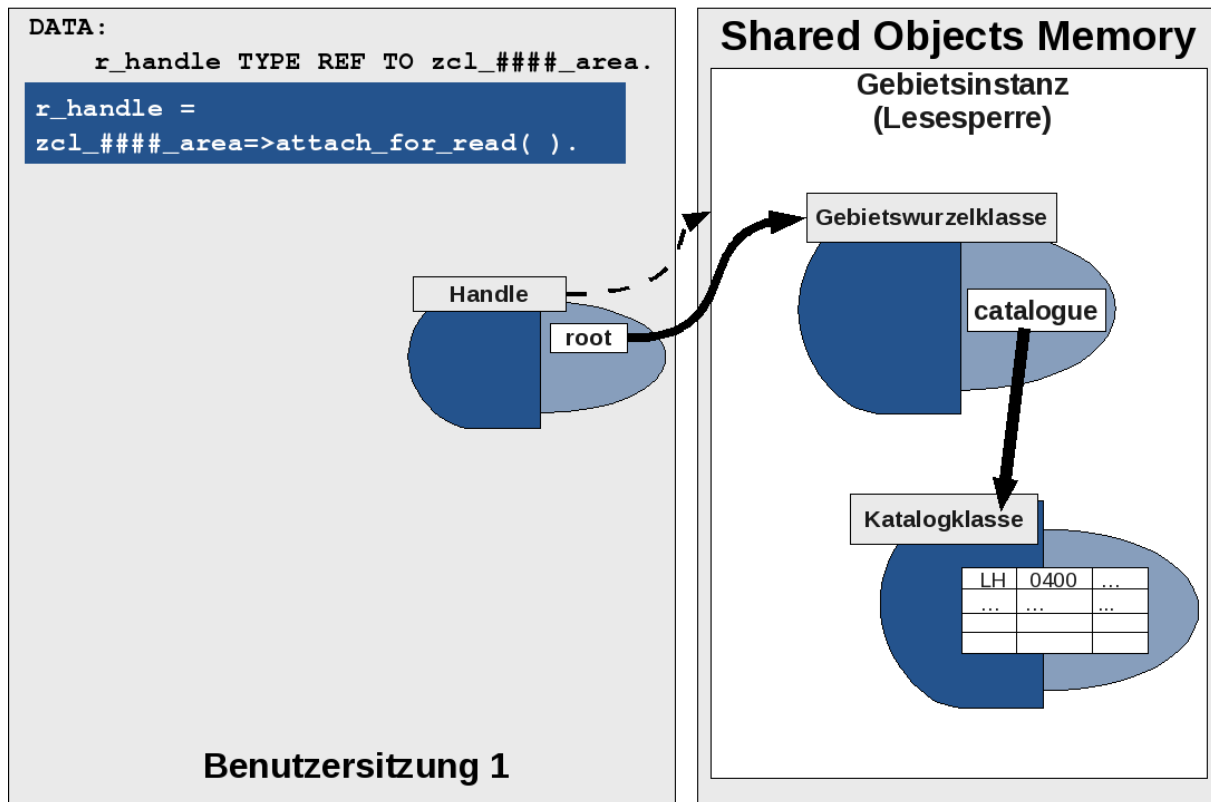 DATA:
r_handle TYPE REF TO zcl_####_area.
r_handle =
zcl_####_area=>attach_for_read( ).
Handle
root
Benutzersitzung 1
Shared Objects Memory
Gebietsinstanz
(Lesesperre)
Gebietswurzelklasse
catalogue
Katalogklasse
LH 0400 …
… … ...